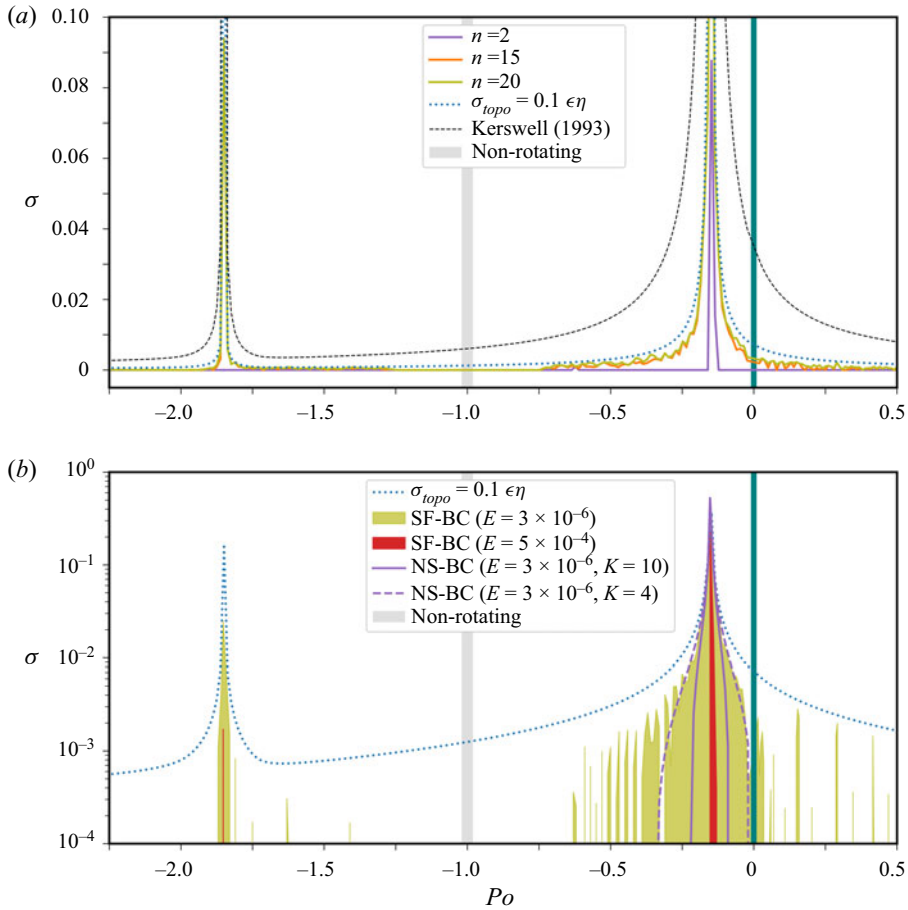 (a)
0.10
0.08
0.06
0.04
0.02
0
σ
n =2
n =15
n =20
σtopo = 0.1 ϵη
Kerswell (1993)
Non-rotating
–2.0 –1.5 –1.0 –0.5 0 0.5
(b)
10⁰
10⁻¹
10⁻²
10⁻³
10⁻⁴
σ
σtopo = 0.1 ϵη
SF-BC (E = 3 × 10⁻⁶)
SF-BC (E = 5 × 10⁻⁴)
NS-BC (E = 3 × 10⁻⁶, K = 10)
NS-BC (E = 3 × 10⁻⁶, K = 4)
Non-rotating
–2.0 –1.5 –1.0 –0.5 0 0.5
Po